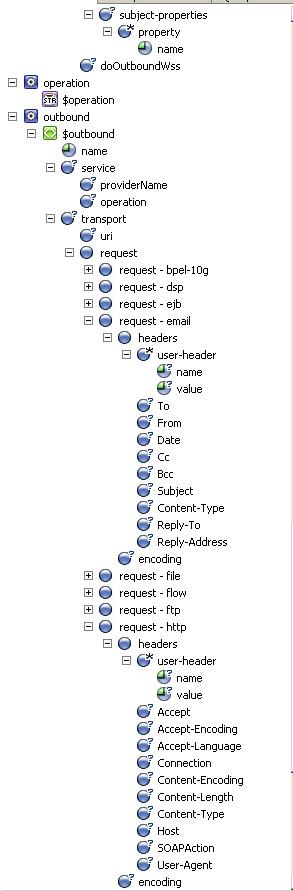 subject-properties
property
name
doOutboundWss
operation
STR $operation
outbound
$outbound
name
service
providerName
operation
transport
uri
request
request - bpel-10g
request - dsp
request - ejb
request - email
headers
user-header
name
value
To
From
Date
Cc
Bcc
Subject
Content-Type
Reply-To
Reply-Address
encoding
request - file
request - flow
request - ftp
request - http
headers
user-header
name
value
Accept
Accept-Encoding
Accept-Language
Connection
Content-Encoding
Content-Length
Content-Type
Host
SOAPAction
User-Agent
encoding